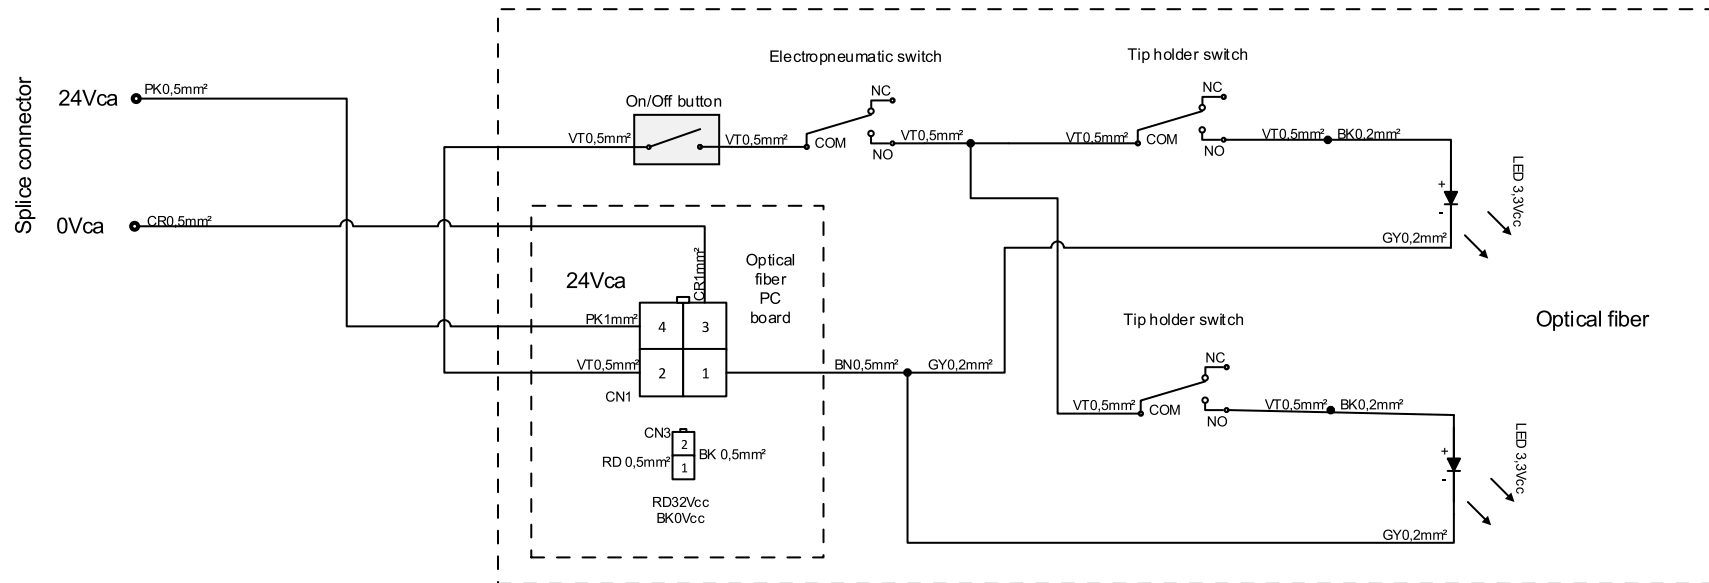 Splice connector
24Vca
PK0,5mm²
0Vca
CR0,5mm²
Electropneumatic switch
Tip holder switch
On/Off button
VT0,5mm²
VT0,5mm²
NC
COM
NO
VT0,5mm²
VT0,5mm²
NC
COM
NO
VT0,5mm²
BK0,2mm²
+
-
LED 3,3Vcc
GY0,2mm²
24Vca
CR1mm²
Optical
fiber
PC
board
PK1mm²
4
3
VT0,5mm²
2
1
CN1
BN0,5mm²
GY0,2mm²
Tip holder switch
Optical fiber
VT0,5mm²
NC
COM
NO
VT0,5mm²
BK0,2mm²
+
-
LED 3,3Vcc
GY0,2mm²
CN3
2
BK 0,5mm²
RD 0,5mm²
1
RD32Vcc
BK0Vcc